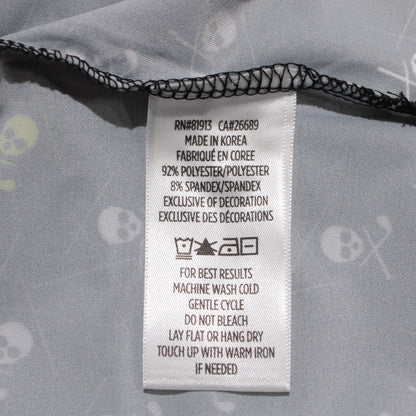 RN#81913 CA#26689
MADE IN KOREA
FABRIQUÉ EN COREE
92% POLYESTER/POLYESTER
8% SPANDEX/SPANDEX
EXCLUSIVE OF DECORATION
EXCLUSIVE DES DÉCORATIONS
FOR BEST RESULTS
MACHINE WASH COLD
GENTLE CYCLE
DO NOT BLEACH
LAY FLAT OR HANG DRY
TOUCH UP WITH WARM IRON
IF NEEDED